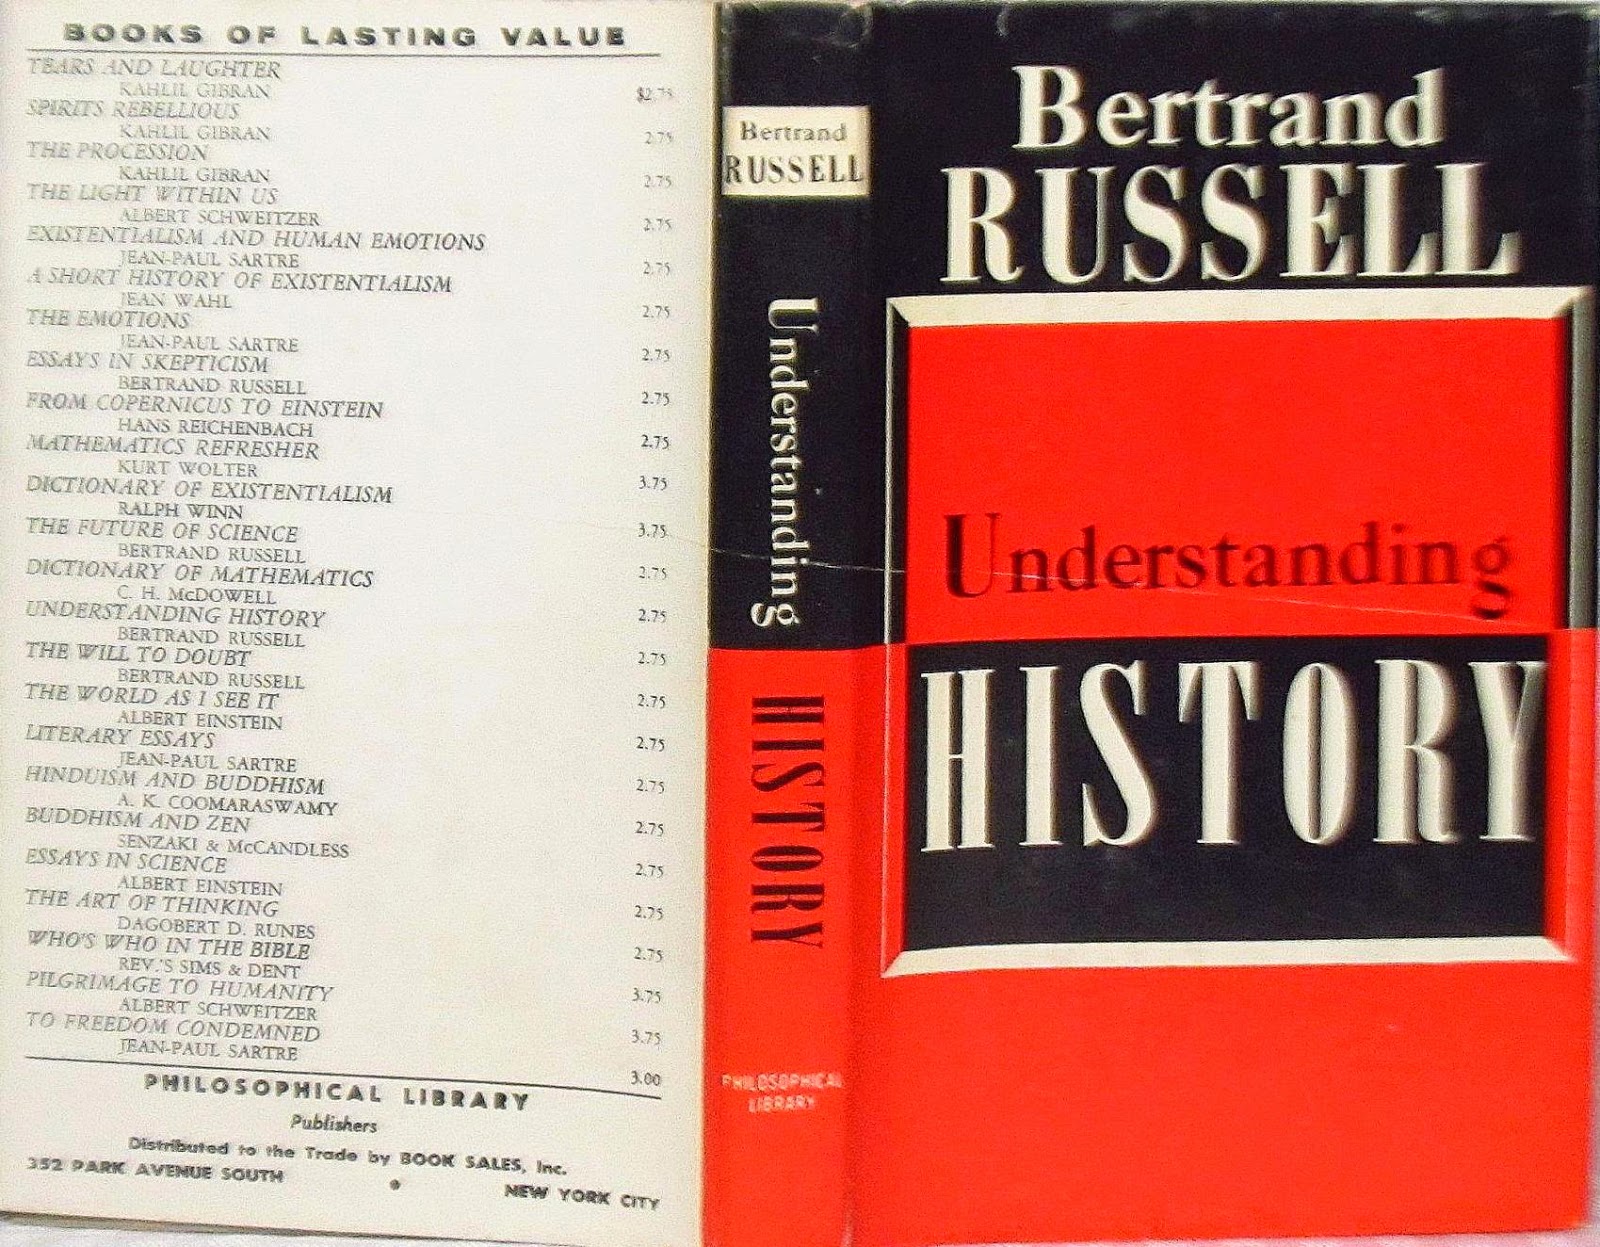 BOOKS OF LASTING VALUE
TEARS AND LAUGHTER
KAHLIL GIBRAN $2.75
SPIRITS REBELLIOUS
KAHLIL GIBRAN 2.75
THE PROCESSION
KAHLIL GIBRAN 2.75
THE LIGHT WITHIN US
ALBERT SCHWEITZER 2.75
EXISTENTIALISM AND HUMAN EMOTIONS
JEAN-PAUL SARTRE 2.75
A SHORT HISTORY OF EXISTENTIALISM
JEAN WAHL 2.75
THE EMOTIONS
JEAN-PAUL SARTRE 2.75
ESSAYS IN SKEPTICISM
BERTRAND RUSSELL 2.75
FROM COPERNICUS TO EINSTEIN
HANS REICHENBACH 2.75
MATHEMATICS REFRESHER
KURT WOLTER 3.75
DICTIONARY OF EXISTENTIALISM
RALPH WINN 3.75
THE FUTURE OF SCIENCE
BERTRAND RUSSELL 2.75
DICTIONARY OF MATHEMATICS
C. H. McDOWELL 2.75
UNDERSTANDING HISTORY
BERTRAND RUSSELL 2.75
THE WILL TO DOUBT
BERTRAND RUSSELL 2.75
THE WORLD AS I SEE IT
ALBERT EINSTEIN 2.75
LITERARY ESSAYS
JEAN-PAUL SARTRE 2.75
HINDUISM AND BUDDHISM
A. K. COOMARASWAMY 2.75
BUDDHISM AND ZEN
SENZAKI & McCANDLESS 2.75
ESSAYS IN SCIENCE
ALBERT EINSTEIN 2.75
THE ART OF THINKING
DAGOBERT D. RUNES 2.75
WHO'S WHO IN THE BIBLE
REV.'S SIMS & DENT 3.75
PILGRIMAGE TO HUMANITY
ALBERT SCHWEITZER 3.75
TO FREEDOM CONDEMNED
JEAN-PAUL SARTRE 3.00
PHILOSOPHICAL LIBRARY
Publishers
Distributed to the Trade by BOOK SALES, Inc.
352 PARK AVENUE SOUTH • NEW YORK CITY
Bertrand
RUSSELL
Understanding
HISTORY
PHILOSOPHICAL
LIBRARY
Bertrand
RUSSELL
Understanding
HISTORY